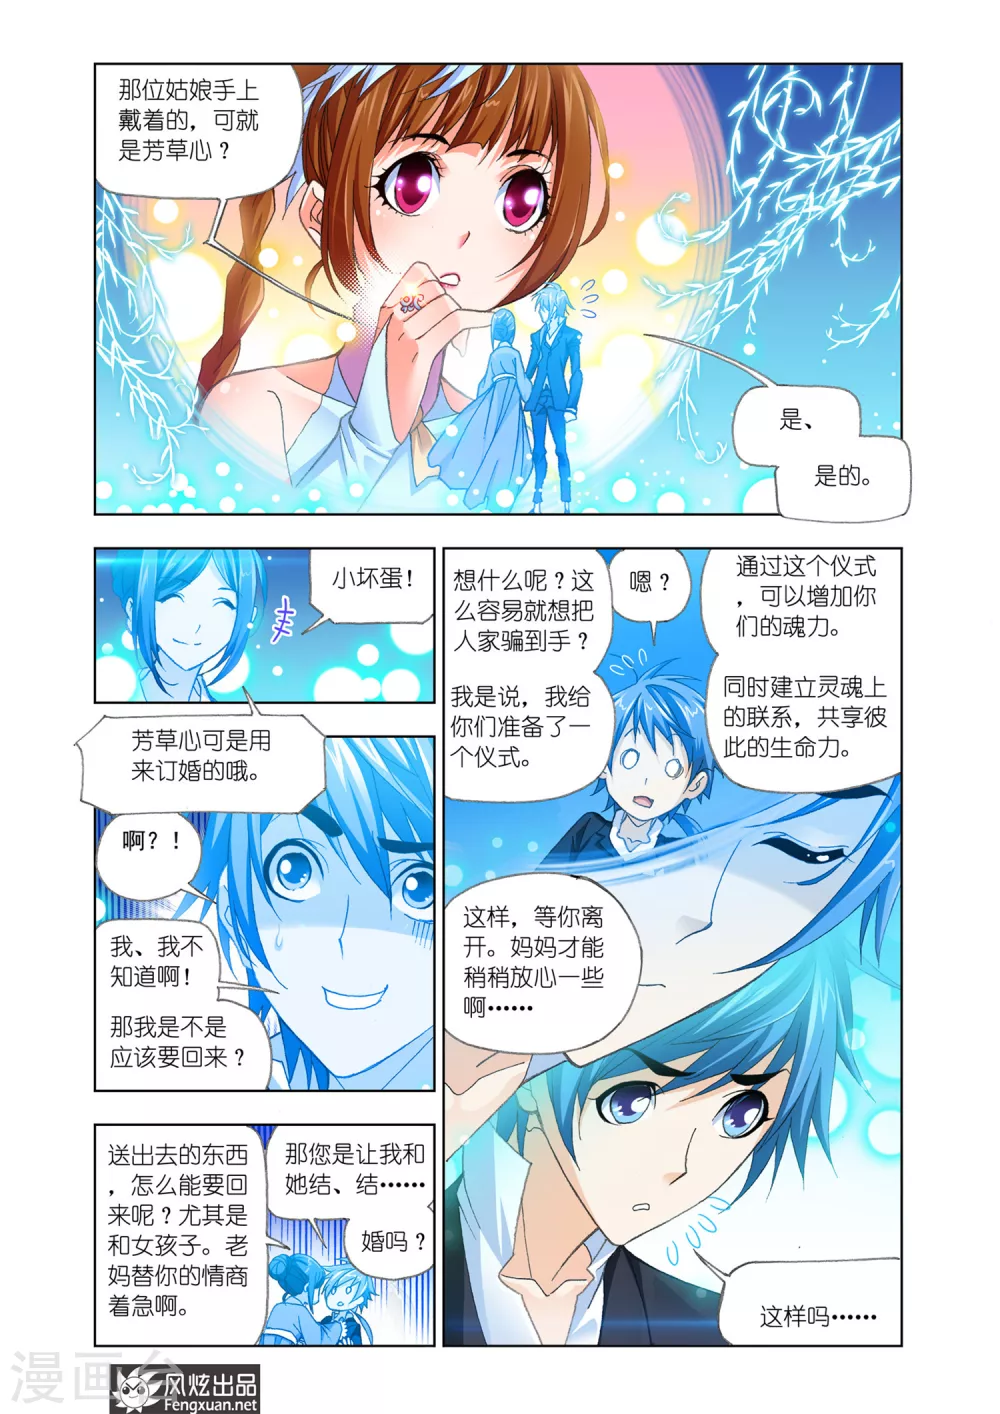 那位姑娘手上
戴着的，可就
是芳草心？
是、
是的。
小坏蛋！
芳草心可是用
来订婚的哦。
啊？！
我、我不
知道啊！
那我是不是
应该要回来？
送出去的东西
，怎么能要回
来呢？尤其是
和女孩子。老
妈替你的情商
着急啊。
那您是让我和
她结、结……
婚吗？
想什么呢？这
么容易就想把
人家骗到手？
我是说，我给
你们准备了一
个仪式。
嗯？
通过这个仪式
，可以增加你
们的魂力。
同时建立灵魂上
的联系，共享彼
此的生命力。
这样，等你离
开。妈妈才能
稍稍放心一些
啊……
这样吗……
漫画台
风炫出品
Fengxuan.net